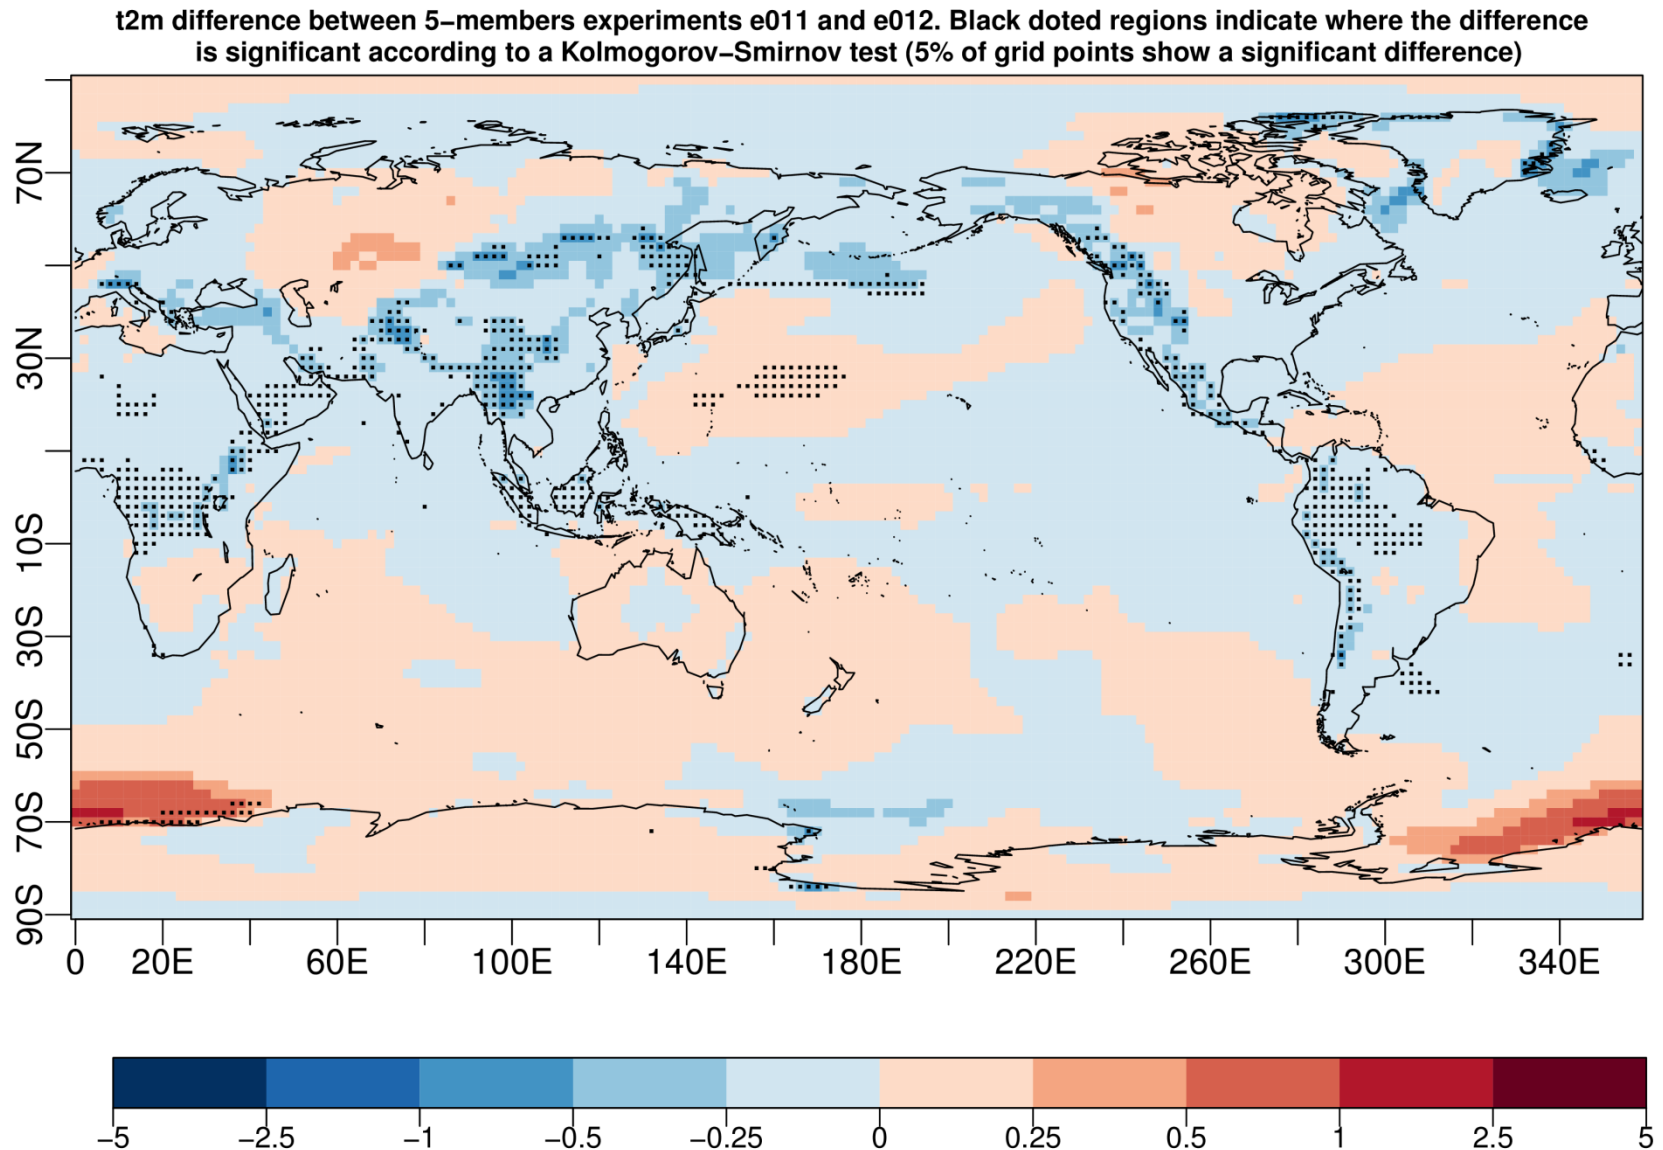 t2m difference between 5−members experiments e011 and e012. Black doted regions indicate where the difference
is significant according to a Kolmogorov−Smirnov test (5% of grid points show a significant difference)
70N
30N
10S
30S
50S
70S
90S
0 20E 60E 100E 140E 180E 220E 260E 300E 340E
−5 −2.5 −1 −0.5 −0.25 0 0.25 0.5 1 2.5 5